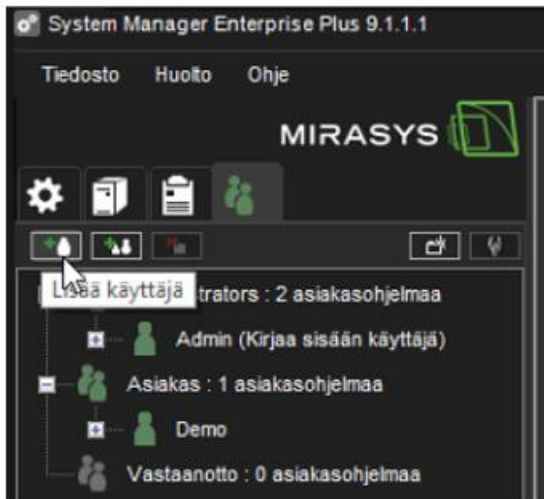 System Manager Enterprise Plus 9.1.1.1
Tiedosto Huolto Ohje
MIRASYS
Lisää käyttäjä
strators : 2 asiakasohjelmaa
Admin (Kirjaa sisään käyttäjä)
Asiakas : 1 asiakasohjelmaa
Demo
Vastaanotto : 0 asiakasohjelmaa